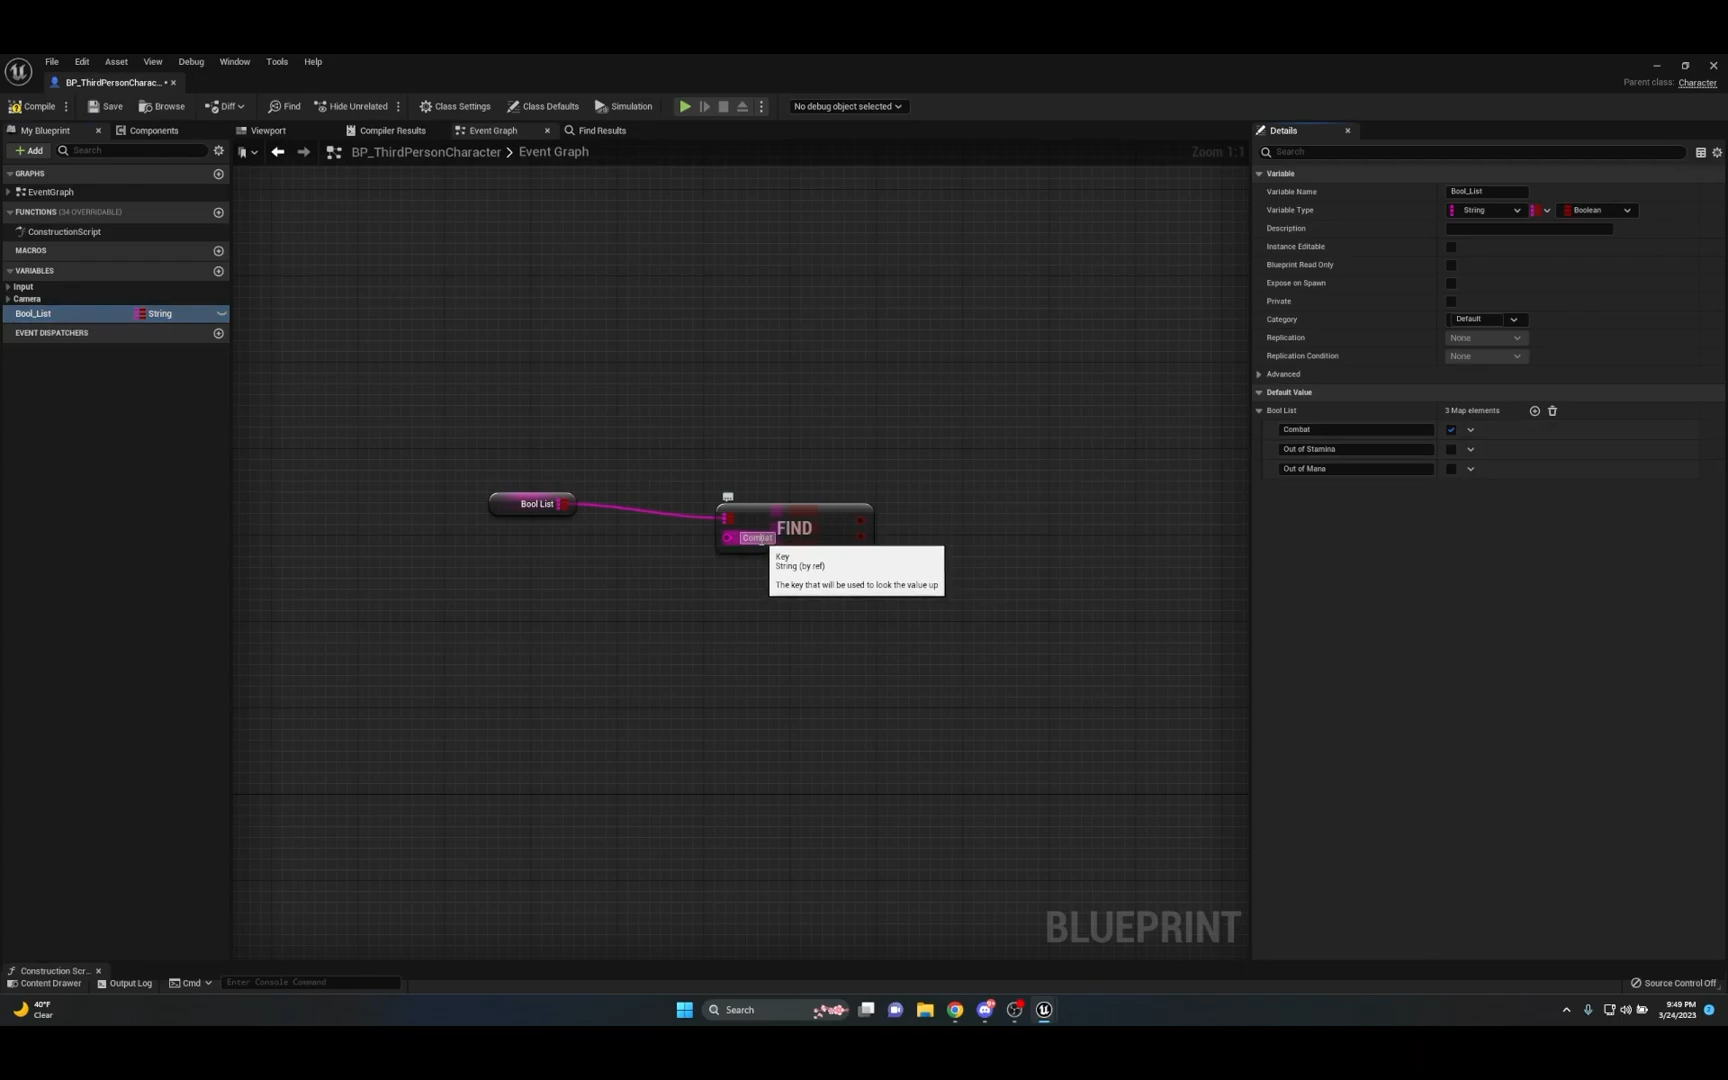 File Edit Asset View Debug Window Tools Help
BP_ThirdPersonCharac...
Parent class: Character
Compile Save Browse Diff Find Hide Unrelated Class Settings Class Defaults Simulation No debug object selected
My Blueprint Components Viewport Compiler Results Event Graph Find Results Details
Add Search BP_ThirdPersonCharacter > Event Graph Zoom 1:1 Search
GRAPHS
EventGraph
FUNCTIONS (34 OVERRIDABLE)
ConstructionScript
MACROS
VARIABLES
Input
Camera
Bool_List String
EVENT DISPATCHERS
Bool List
FIND
Combat
Key
String (by ref)
The key that will be used to look the value up
BLUEPRINT
Variable
Variable Name Bool_List
Variable Type String Boolean
Description
Instance Editable
Blueprint Read Only
Expose on Spawn
Private
Category Default
Replication None
Replication Condition None
Advanced
Default Value
Bool List 3 Map elements
Combat
Out of Stamina
Out of Mana
Construction Scr...
Content Drawer Output Log Cmd Enter Console Command Source Control Off
40°F
Clear
Search
9:49 PM
3/24/2023
2